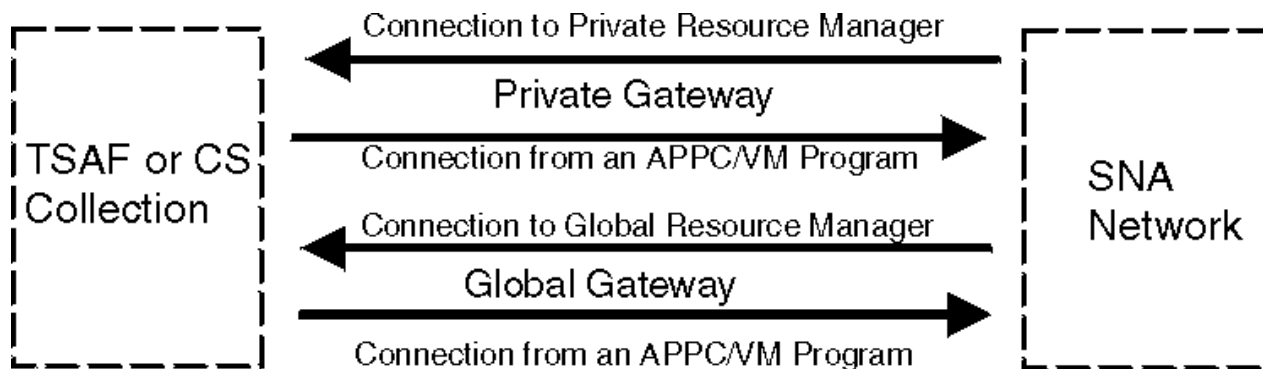 Connection to Private Resource Manager
Private Gateway
Connection from an APPC/VM Program
TSAF or CS
Collection
SNA
Network
Connection to Global Resource Manager
Global Gateway
Connection from an APPC/VM Program